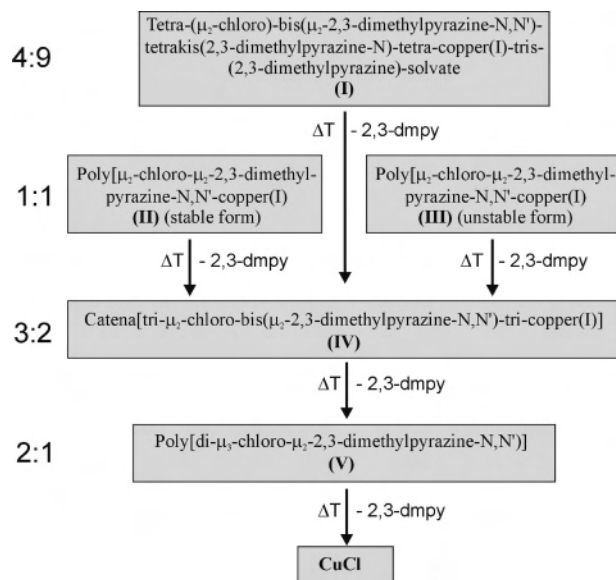 4:9
Tetra-(μ₂-chloro)-bis(μ₂-2,3-dimethylpyrazine-N,N')-
tetrakis(2,3-dimethylpyrazine-N)-tetra-copper(I)-tris-
(2,3-dimethylpyrazine)-solvate
(I)
ΔT - 2,3-dmpy
1:1
Poly[μ₂-chloro-μ₂-2,3-dimethyl-
pyrazine-N,N'-copper(I)
(II) (stable form)
Poly[μ₂-chloro-μ₂-2,3-dimethyl-
pyrazine-N,N'-copper(I)
(III) (unstable form)
ΔT - 2,3-dmpy
ΔT - 2,3-dmpy
3:2
Catena[tri-μ₂-chloro-bis(μ₂-2,3-dimethylpyrazine-N,N')-tri-copper(I)]
(IV)
ΔT - 2,3-dmpy
2:1
Poly[di-μ₃-chloro-μ₂-2,3-dimethylpyrazine-N,N')]
(V)
ΔT - 2,3-dmpy
CuCl